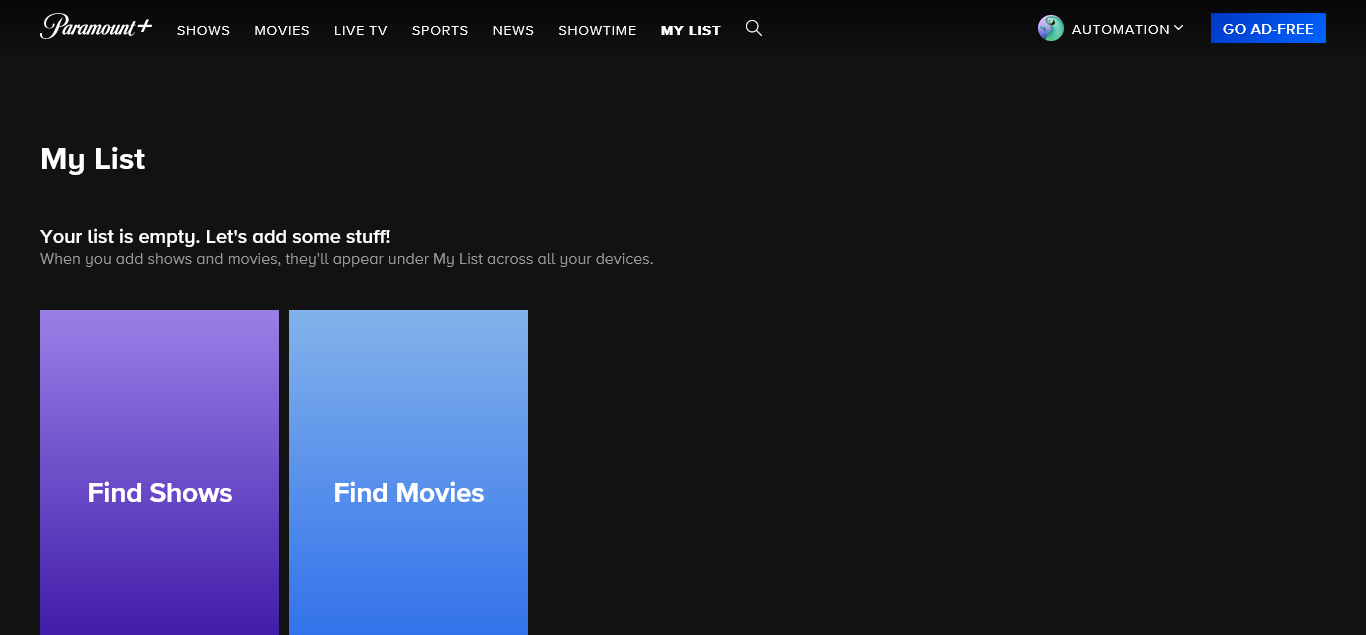 Paramount+ SHOWS MOVIES LIVE TV SPORTS NEWS SHOWTIME MY LIST AUTOMATION GO AD-FREE
My List
Your list is empty. Let's add some stuff!
When you add shows and movies, they'll appear under My List across all your devices.
Find Shows Find Movies